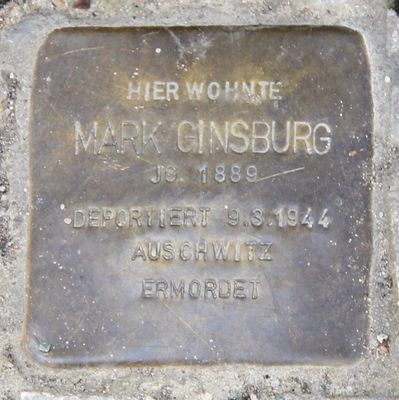 HIER WOHNTE
MARK GINSBURG
JG. 1889
DEPORTIERT 9.3.1944
AUSCHWITZ
ERMORDET